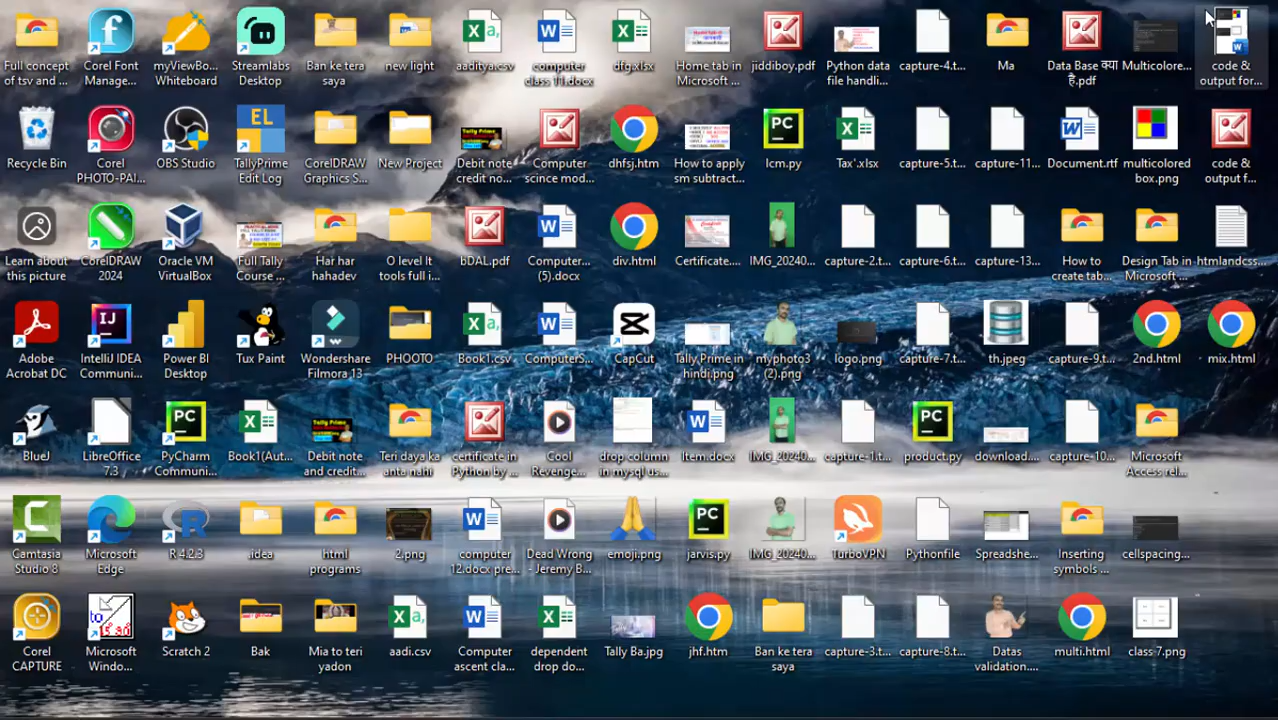 Full concept
of tsv and ...
Corel Font
Manage...
myViewBo...
Whiteboard
Streamlabs
Desktop
Ban ke tera
saya
new light
aaditya.csv
computer
class 11.docx
dfg.xlsx
Home tab in
Microsoft ...
jiddiboy.pdf
Python data
file handli...
capture-4.t...
Ma
Data Base क्या
है.pdf
Multicolore...
code &
output for...
Recycle Bin
Corel
PHOTO-PAI...
OBS Studio
EL
TallyPrime
Edit Log
CorelDRAW
Graphics S...
New Project
Debit note
credit no...
Computer
scince mod...
dhfsj.htm
How to apply
sm subtract...
lcm.py
Tax'.xlsx
capture-5.t...
capture-11...
Document.rtf
multicolored
box.png
code &
output f...
Learn about
this picture
CorelDRAW
2024
Oracle VM
VirtualBox
Full Tally
Course ...
Har har
hahadev
O level It
tools full i...
bDAL.pdf
Computer...
(5).docx
div.html
Certificate....
IMG_20240...
capture-2.t...
capture-6.t...
capture-13...
How to
create tab...
Design Tab in
Microsoft ...
htmlandcss...
Adobe
Acrobat DC
IntelliJ IDEA
Communi...
Power BI
Desktop
Tux Paint
Wondershare
Filmora 13
PHOOTO
Book1.csv
ComputerS...
CapCut
Tally Prime in
hindi.png
myphoto3
(2).png
logo.png
capture-7.t...
th.jpeg
capture-9.t...
2nd.html
mix.html
BlueJ
LibreOffice
7.3
PyCharm
Communi...
Book1(Aut...
Debit note
and credit...
Teri daya ka
anta nahi
certificate in
Python by ...
Cool
Revenge...
drop column
in mysql us...
Item.docx
IMG_20240...
capture-1.t...
product.py
download....
capture-10...
Microsoft
Access rel...
Camtasia
Studio 8
Microsoft
Edge
R 4.2.3
.idea
html
programs
2.png
computer
12.docx pre...
Dead Wrong
- Jeremy B...
emoji.png
jarvis.py
IMG_20240...
TurboVPN
Pythonfile
Spreadshe...
Inserting
symbols ...
cellspacing...
Corel
CAPTURE
Microsoft
Windo...
Scratch 2
Bak
Mia to teri
yadon
aadi.csv
Computer
ascent cla...
dependent
drop do...
Tally Ba.jpg
jhf.htm
Ban ke tera
saya
capture-3.t...
capture-8.t...
Datas
validation....
multi.html
class 7.png